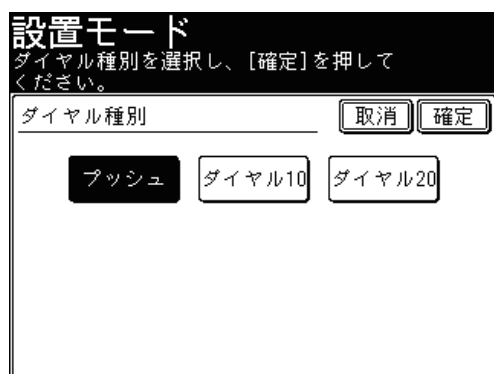 設置モード
ダイヤル種別を選択し、[確定]を押して
ください。
ダイヤル種別 取消 確定
プッシュ ダイヤル10 ダイヤル20